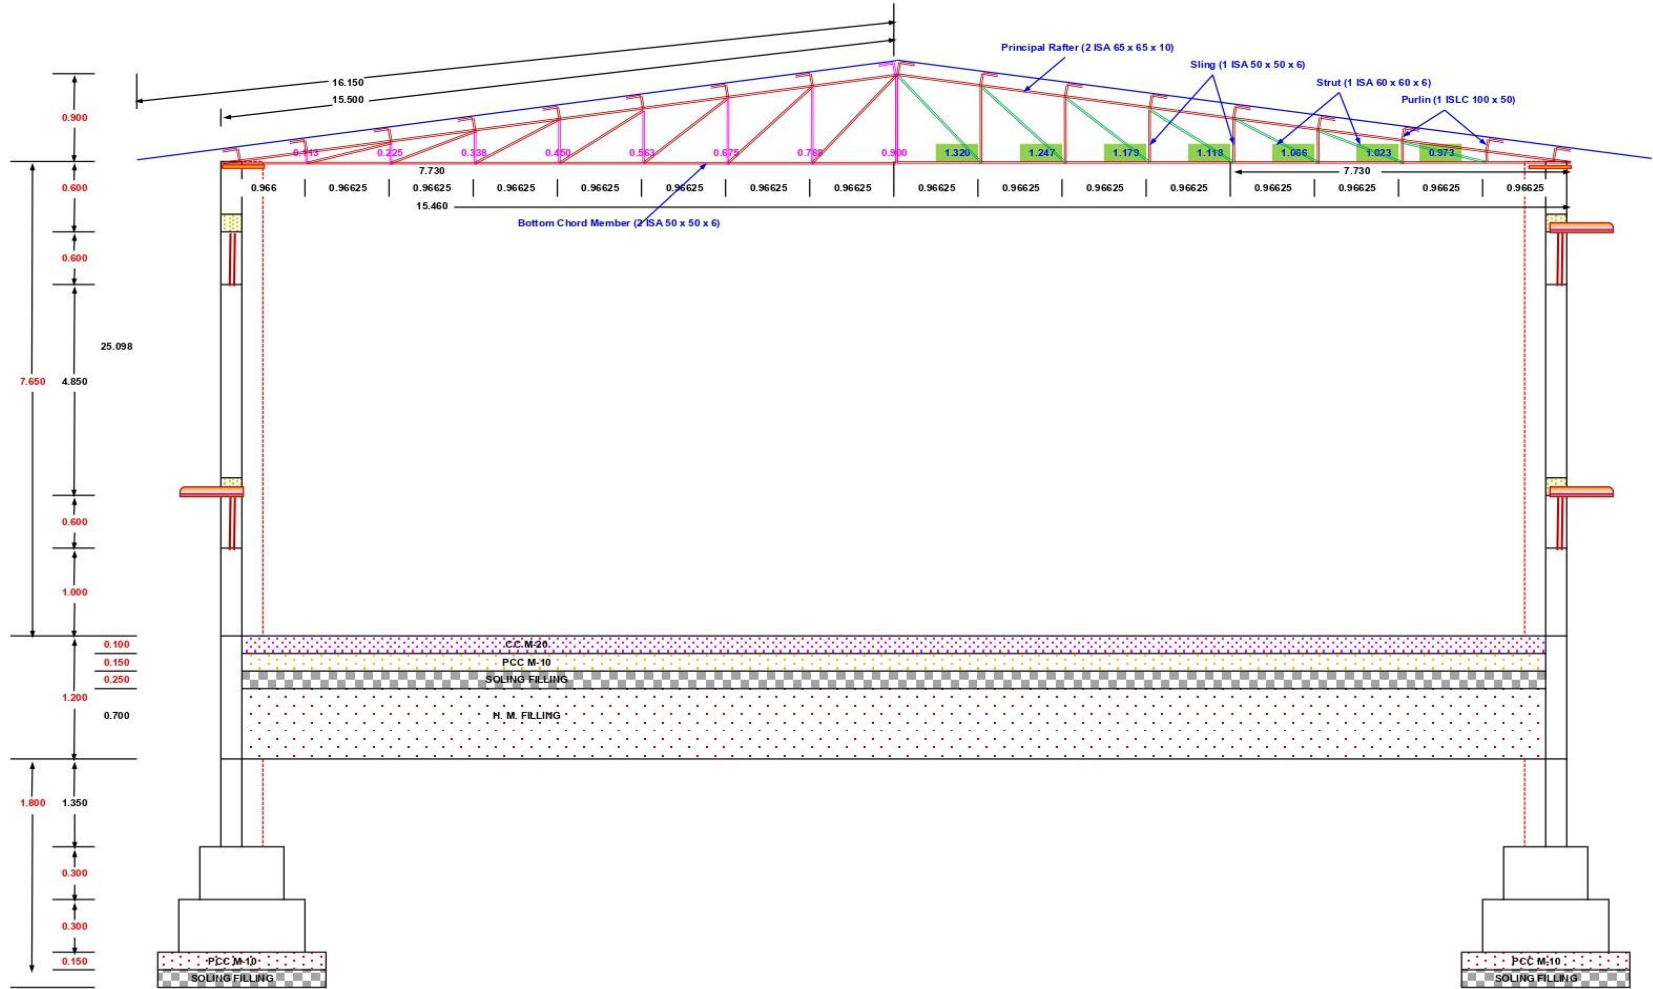 Principal Rafter (2 ISA 65 x 65 x 10)
Sling (1 ISA 50 x 50 x 6)
16.150
Strut (1 ISA 60 x 60 x 6)
15.500
Purlin (1 ISLC 100 x 50)
0.900
0.113 0.225 0.338 0.450 0.563 0.675 0.788 0.900 1.320 1.247 1.179 1.118 1.066 1.023 0.973
7.730 7.730
0.600 0.966 0.96625 0.96625 0.96625 0.96625 0.96625 0.96625 0.96625 0.96625 0.96625 0.96625 0.96625 0.96625 0.96625 0.96625 0.96625
15.460
Bottom Chord Member (2 ISA 50 x 50 x 6)
0.600
25.098
7.650 4.850
0.600
1.000
0.100 CC M-20
0.150 PCC M-10
0.250 SOLING FILLING
1.200
0.700 H. M. FILLING
1.800 1.350
0.300
0.300
0.150 PCC M-10 PCC M-10
SOLING FILLING SOLING FILLING